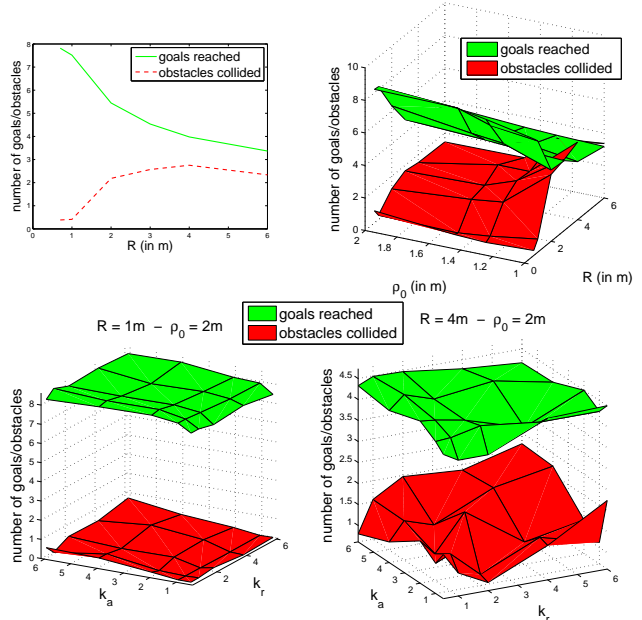 goals reached
obstacles collided
number of goals/obstacles
8
7
6
5
4
3
2
1
0
0 1 2 3 4 5 6
R (in m)
goals reached
obstacles collided
number of goals/obstacles
10
8
6
4
2
0
2 1.8 1.6 1.4 1.2 1
ρ0 (in m)
0 2 4 6
R (in m)
goals reached
obstacles collided
R = 1m − ρ0 = 2m
number of goals/obstacles
8
7
6
5
4
3
2
1
0
6 5 4 3 2 1
ka
2 4 6
kr
R = 4m − ρ0 = 2m
number of goals/obstacles
4.5
4
3.5
3
2.5
2
1.5
1
6 5 4 3 2 1
ka
1 2 3 4 5 6
kr